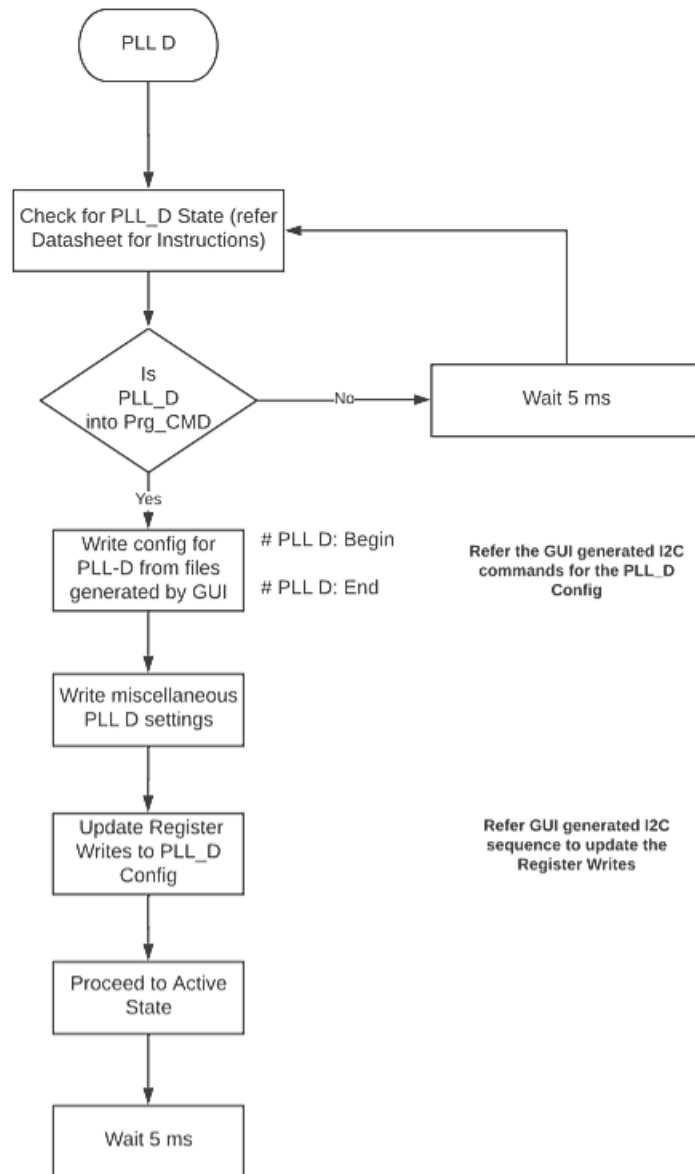 PLL D
Check for PLL_D State (refer
Datasheet for Instructions)
Is
PLL_D
into Prg_CMD
No
Wait 5 ms
Yes
Write config for
PLL-D from files
generated by GUI
# PLL D: Begin
# PLL D: End
Refer the GUI generated I2C
commands for the PLL_D
Config
Write miscellaneous
PLL D settings
Update Register
Writes to PLL_D
Config
Refer GUI generated I2C
sequence to update the
Register Writes
Proceed to Active
State
Wait 5 ms